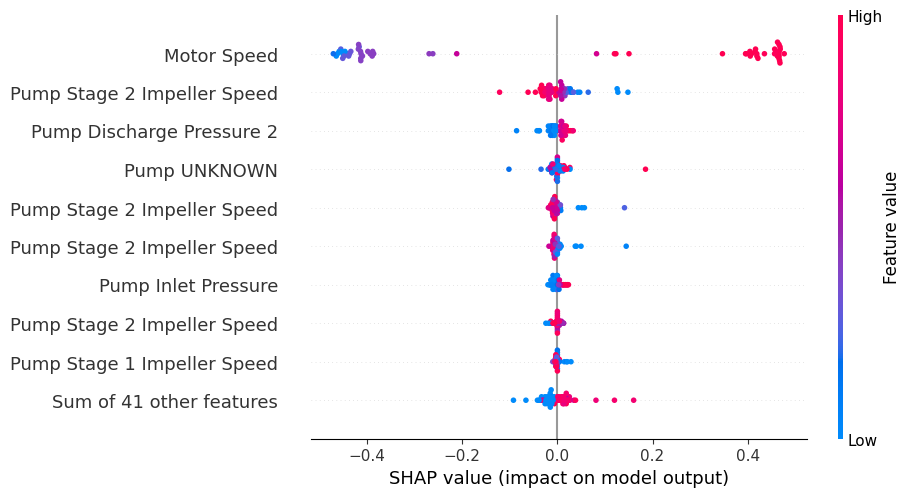 High
Motor Speed
Pump Stage 2 Impeller Speed
Pump Discharge Pressure 2
Pump UNKNOWN
Pump Stage 2 Impeller Speed
Pump Stage 2 Impeller Speed
Pump Inlet Pressure
Pump Stage 2 Impeller Speed
Pump Stage 1 Impeller Speed
Sum of 41 other features
Feature value
Low
−0.4 −0.2 0.0 0.2 0.4
SHAP value (impact on model output)